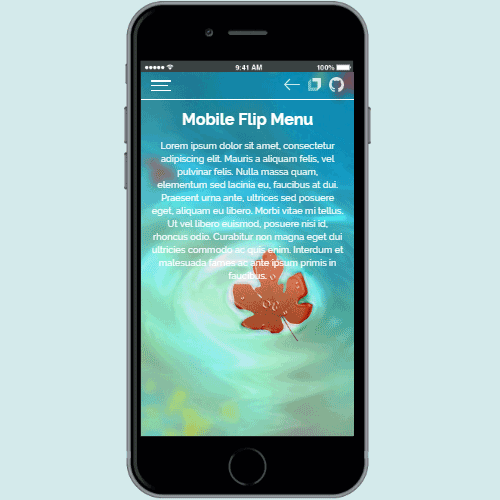 9:41 AM 100%
Mobile Flip Menu
Lorem ipsum dolor sit amet, consectetur
adipiscing elit. Mauris a aliquam felis, vel
pulvinar felis. Nulla massa quam,
elementum sed lacinia eu, faucibus at dui.
Praesent urna ante, ultrices sed posuere
eget, aliquam eu libero. Morbi vitae mi tellus.
Ut vel libero euismod, posuere nisi id,
rhoncus odio. Curabitur non magna eget dui
ultricies commodo ac quis enim. Interdum et
malesuada fames ac ante ipsum primis in
faucibus.